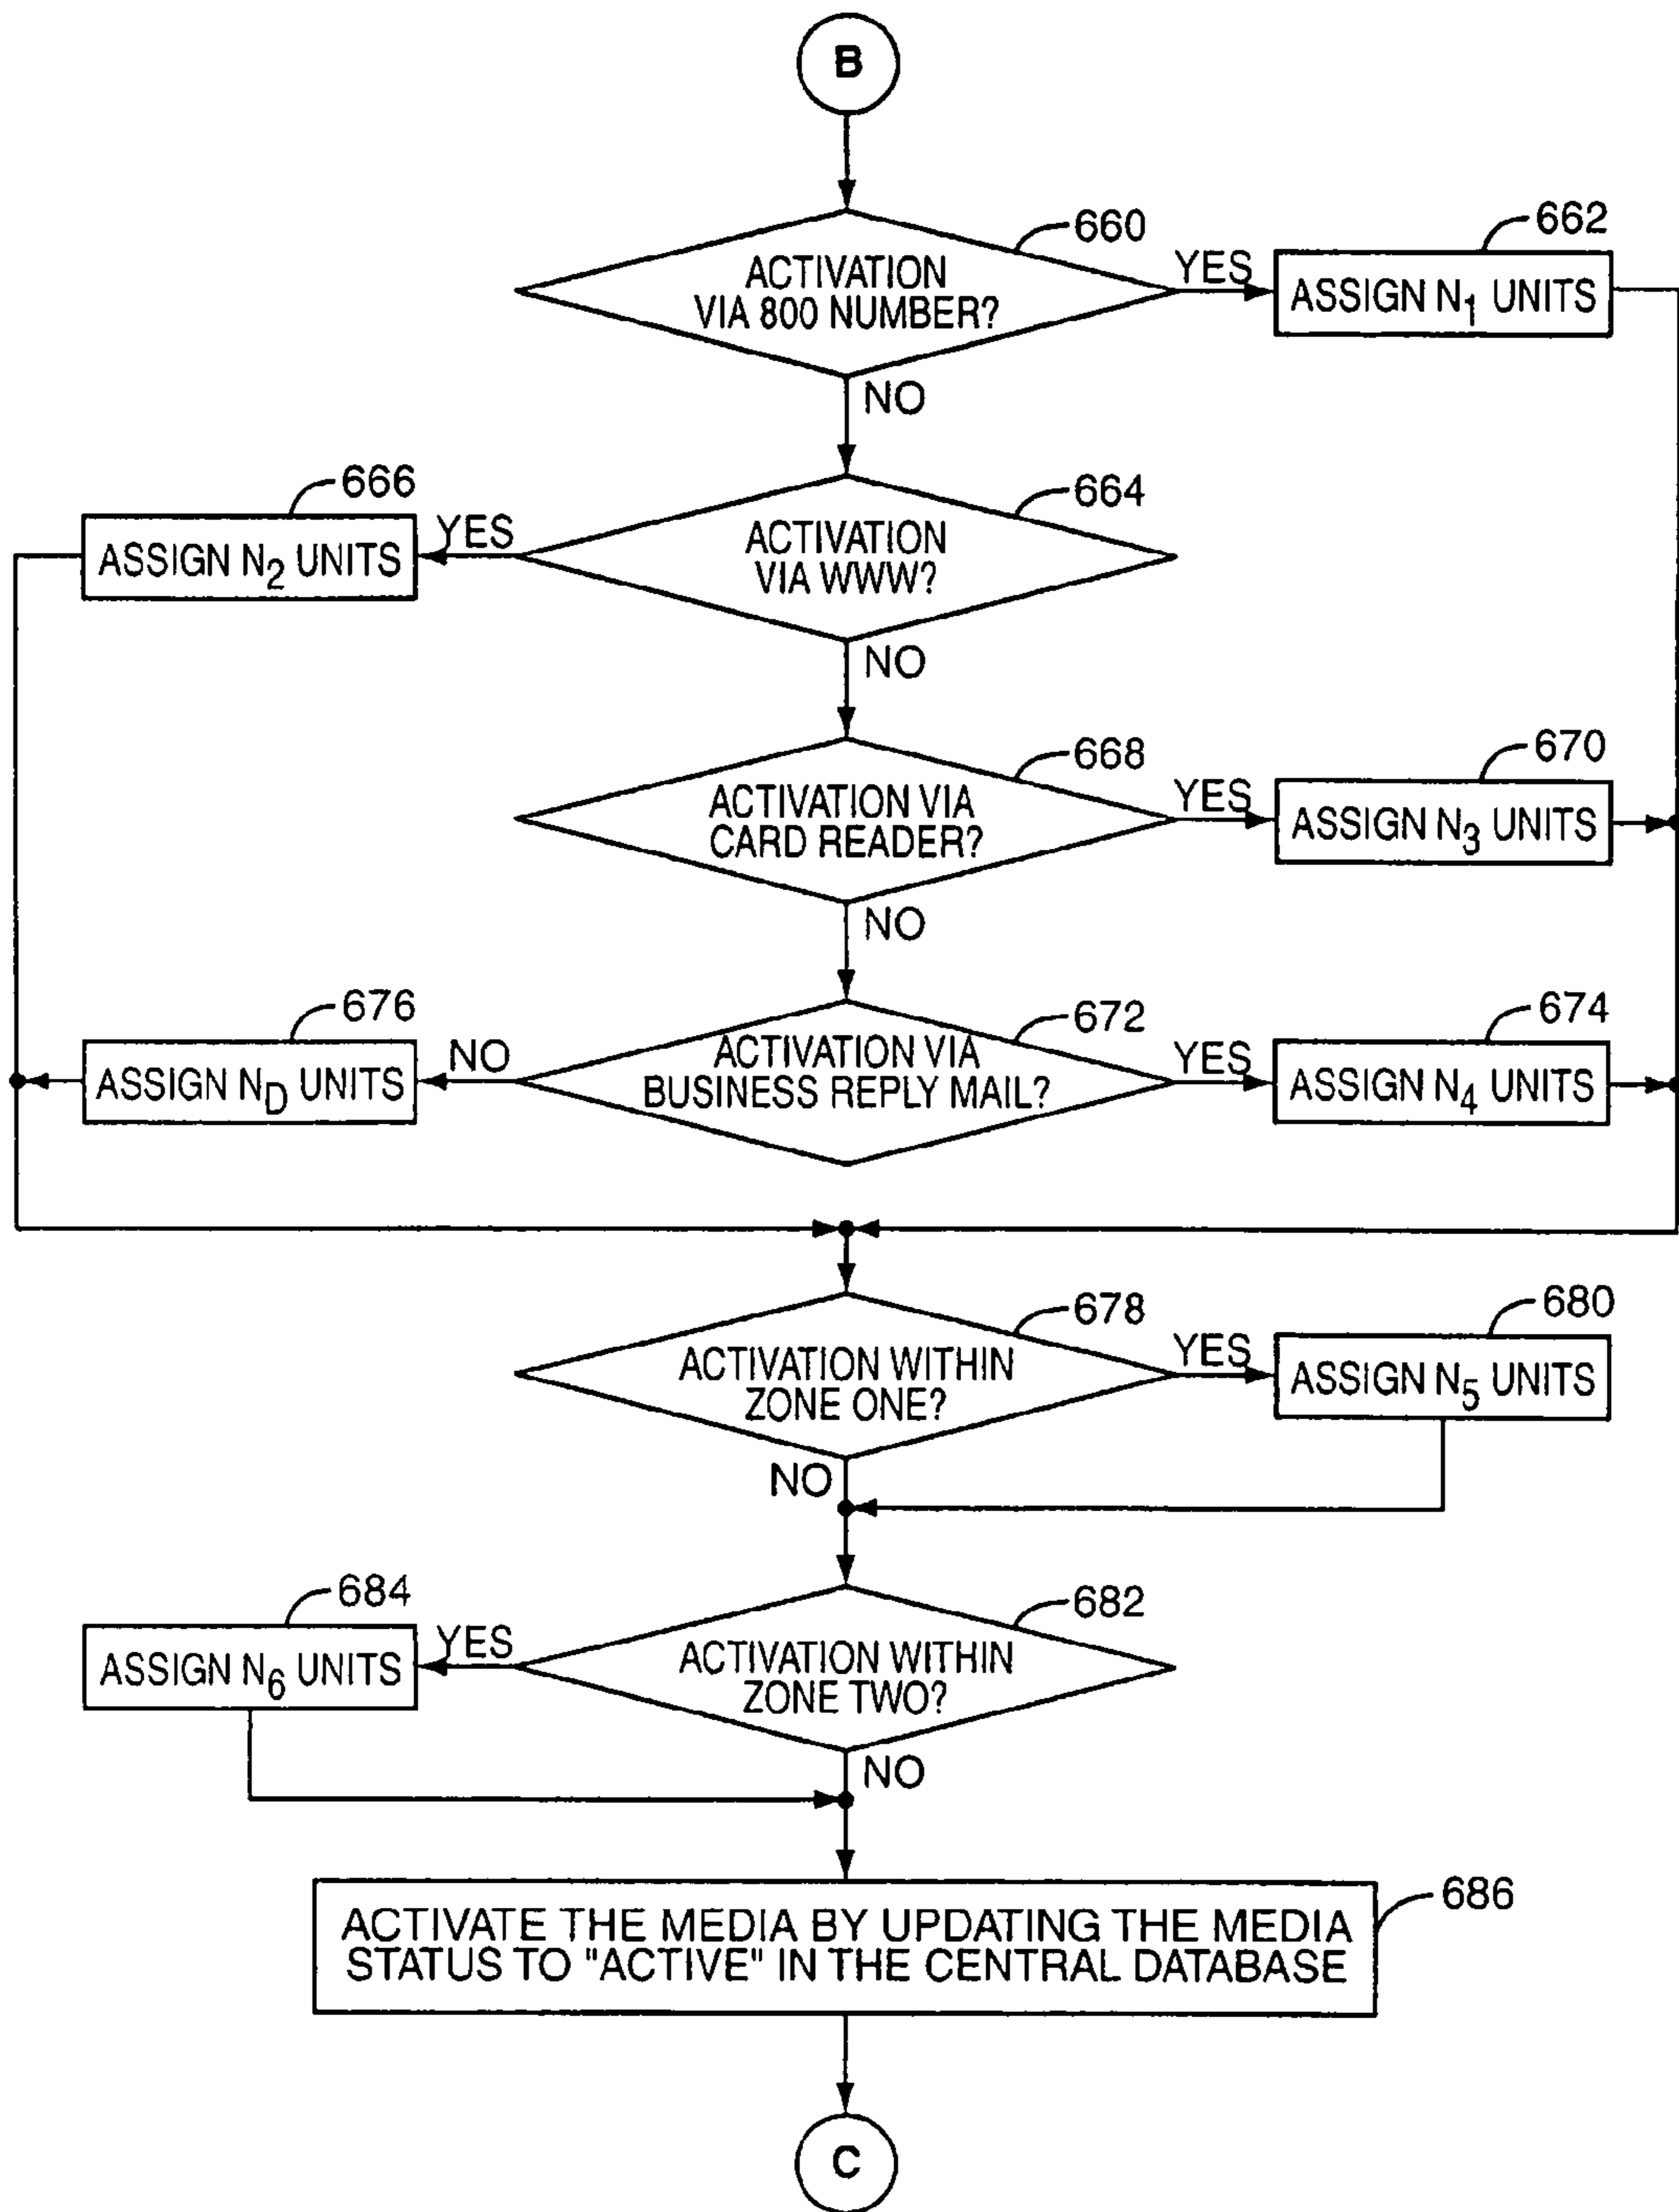 B
660
ACTIVATION
VIA 800 NUMBER?
YES
662
ASSIGN N1 UNITS
NO
664
ACTIVATION
VIA WWW?
YES
666
ASSIGN N2 UNITS
NO
668
ACTIVATION VIA
CARD READER?
YES
670
ASSIGN N3 UNITS
NO
672
ACTIVATION VIA
BUSINESS REPLY MAIL?
YES
674
ASSIGN N4 UNITS
NO
676
ASSIGN ND UNITS
678
ACTIVATION WITHIN
ZONE ONE?
YES
680
ASSIGN N5 UNITS
NO
682
ACTIVATION WITHIN
ZONE TWO?
YES
684
ASSIGN N6 UNITS
NO
686
ACTIVATE THE MEDIA BY UPDATING THE MEDIA
STATUS TO "ACTIVE" IN THE CENTRAL DATABASE
C